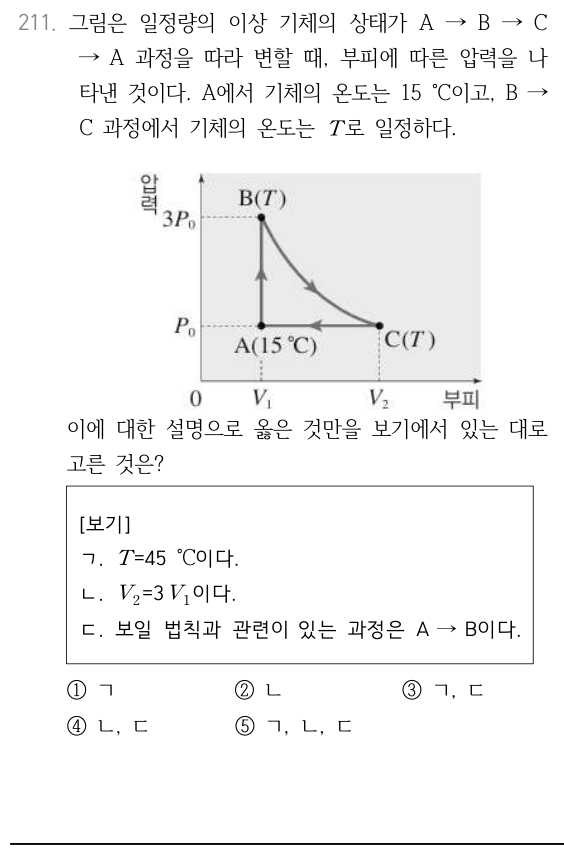 211. 그림은 일정량의 이상 기체의 상태가 A → B → C
→ A 과정을 따라 변할 때, 부피에 따른 압력을 나
타낸 것이다. A에서 기체의 온도는 15 ℃이고, B →
C 과정에서 기체의 온도는 T로 일정하다.
압력
B(T)
3P₀
P₀
A(15 ℃)
C(T)
0
V₁
V₂
부피
이에 대한 설명으로 옳은 것만을 보기에서 있는 대로
고른 것은?
[보기]
ㄱ. T=45 ℃이다.
ㄴ. V₂=3V₁이다.
ㄷ. 보일 법칙과 관련이 있는 과정은 A → B이다.
① ㄱ ② ㄴ ③ ㄱ, ㄷ
④ ㄴ, ㄷ ⑤ ㄱ, ㄴ, ㄷ